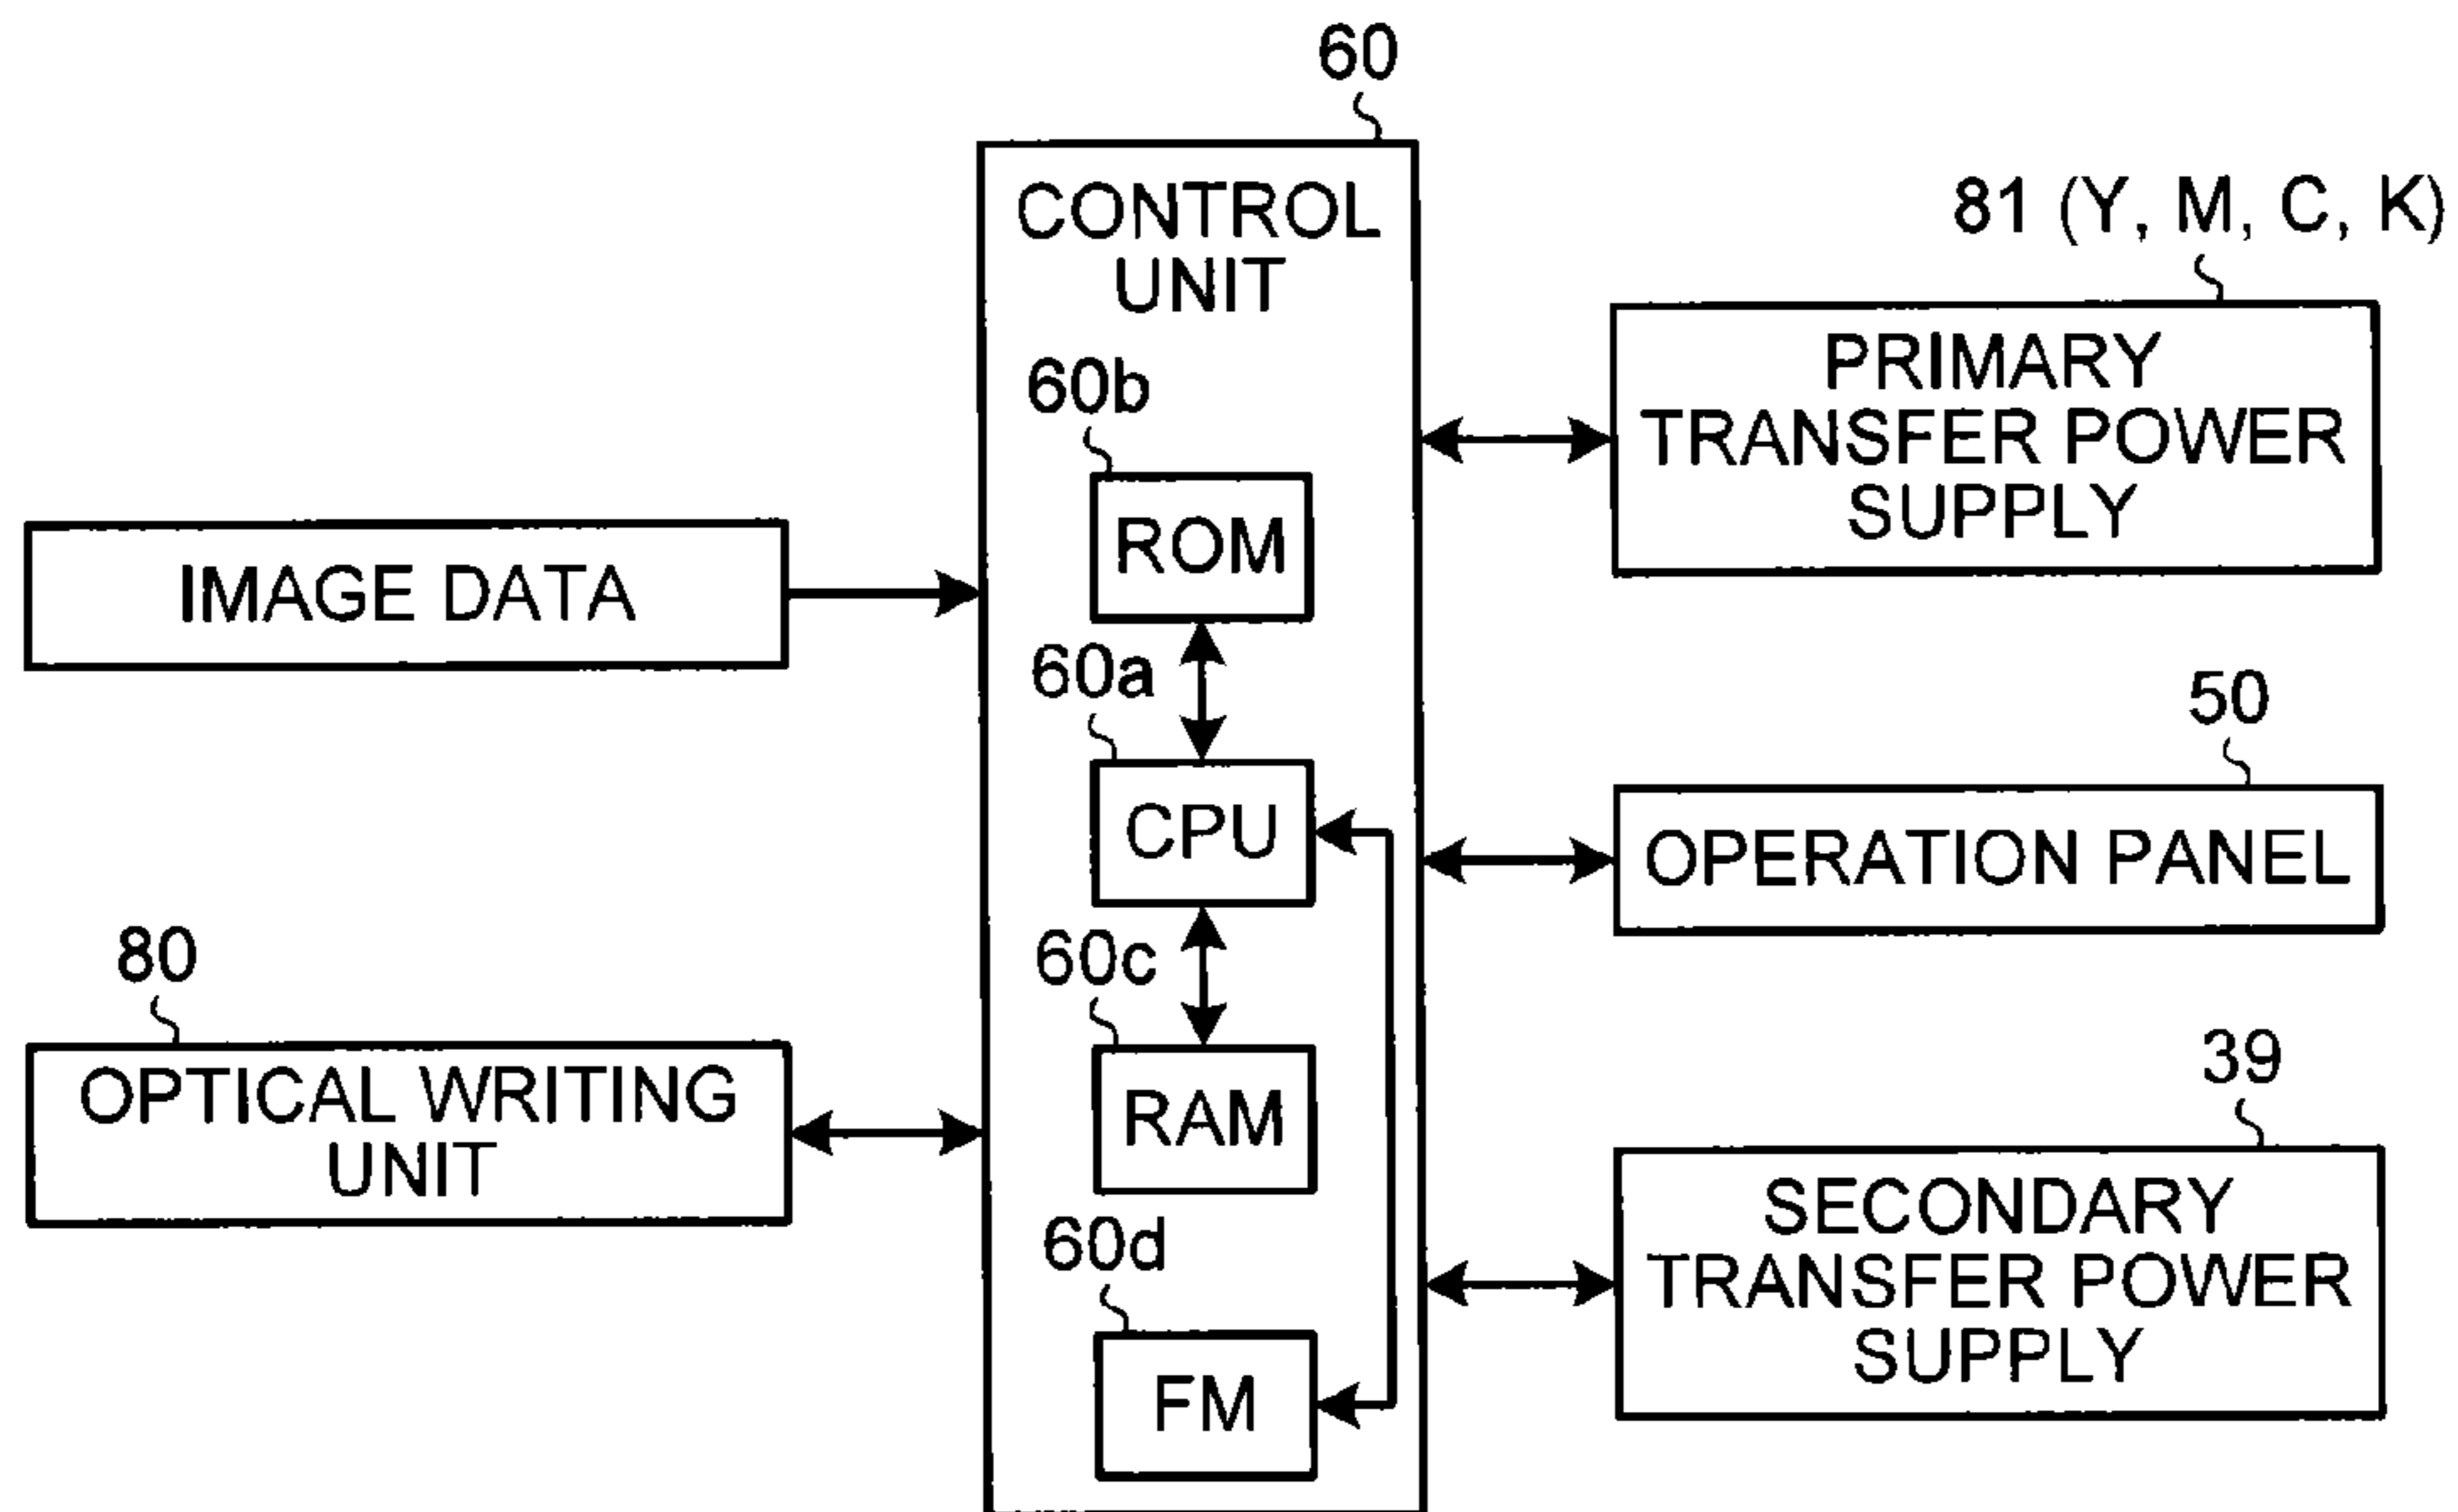 60
CONTROL
UNIT
60b
ROM
60a
CPU
60c
RAM
60d
FM
IMAGE DATA
80
OPTICAL WRITING
UNIT
81 (Y, M, C, K)
PRIMARY
TRANSFER POWER
SUPPLY
50
OPERATION PANEL
39
SECONDARY
TRANSFER POWER
SUPPLY